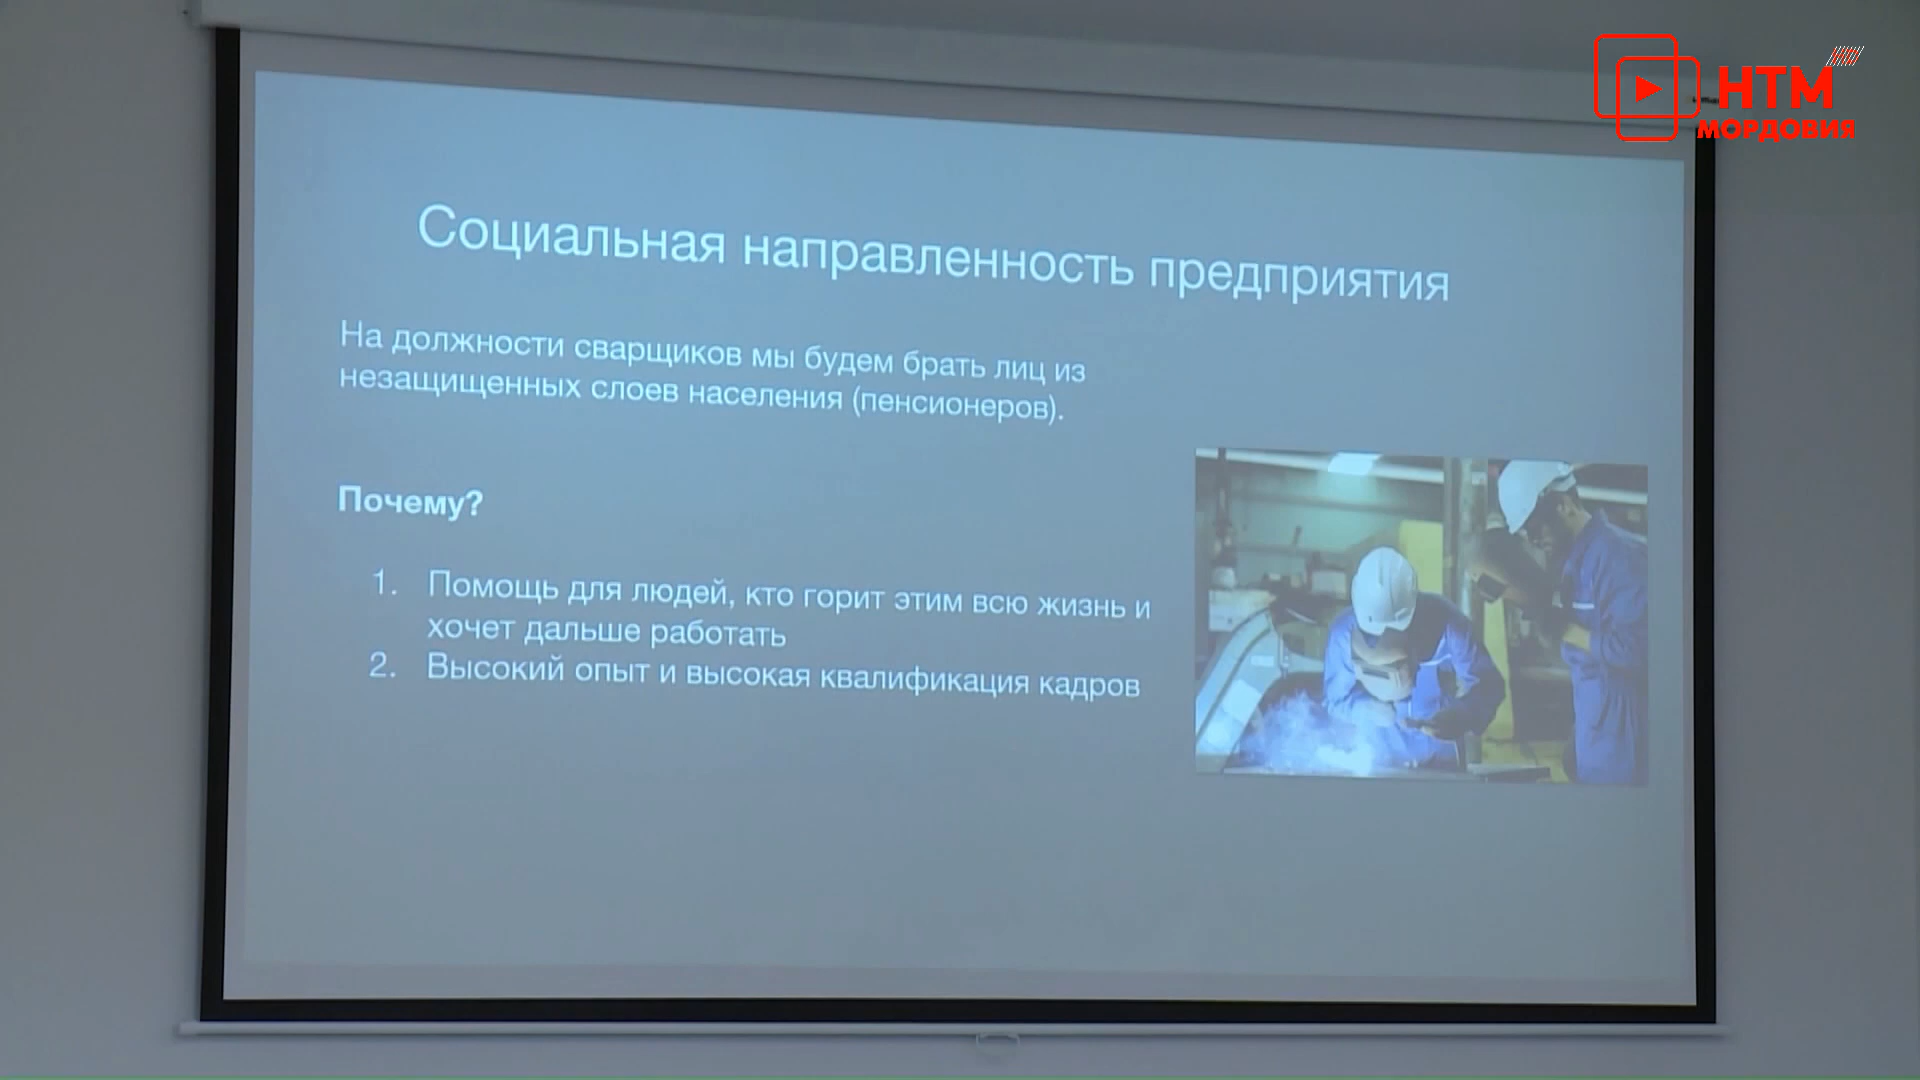 НТМ
МОРДОВИЯ
Социальная направленность предприятия
На должности сварщиков мы будем брать лиц из
незащищенных слоев населения (пенсионеров).
Почему?
1. Помощь для людей, кто горит этим всю жизнь и
хочет дальше работать
2. Высокий опыт и высокая квалификация кадров